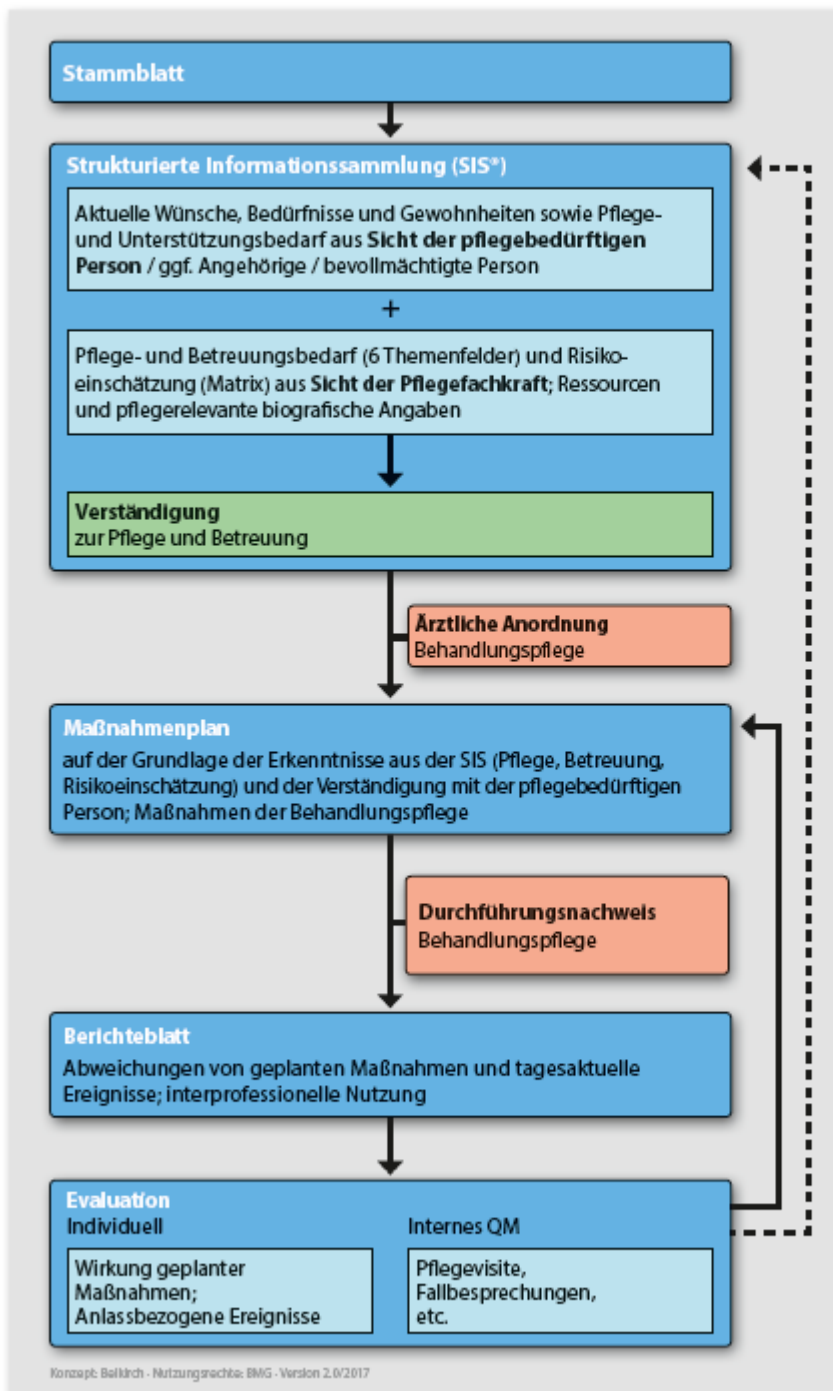 Stammblatt
Strukturierte Informationssammlung (SIS®)
Aktuelle Wünsche, Bedürfnisse und Gewohnheiten sowie Pflege-
und Unterstützungsbedarf aus Sicht der pflegebedürftigen
Person / ggf. Angehörige / bevollmächtigte Person
+
Pflege- und Betreuungsbedarf (6 Themenfelder) und Risiko-
einschätzung (Matrix) aus Sicht der Pflegefachkraft; Ressourcen
und pflegerelevante biografische Angaben
Verständigung
zur Pflege und Betreuung
Ärztliche Anordnung
Behandlungspflege
Maßnahmenplan
auf der Grundlage der Erkenntnisse aus der SIS (Pflege, Betreuung,
Risikoeinschätzung) und der Verständigung mit der pflegebedürftigen
Person; Maßnahmen der Behandlungspflege
Durchführungsnachweis
Behandlungspflege
Berichteblatt
Abweichungen von geplanten Maßnahmen und tagesaktuelle
Ereignisse; interprofessionelle Nutzung
Evaluation
Individuell
Wirkung geplanter
Maßnahmen;
Anlassbezogene Ereignisse
Internes QM
Pflegevisite,
Fallbesprechungen,
etc.
Konzept: Beikirch - Nutzungsrechte: BMG - Version 2.0/2017